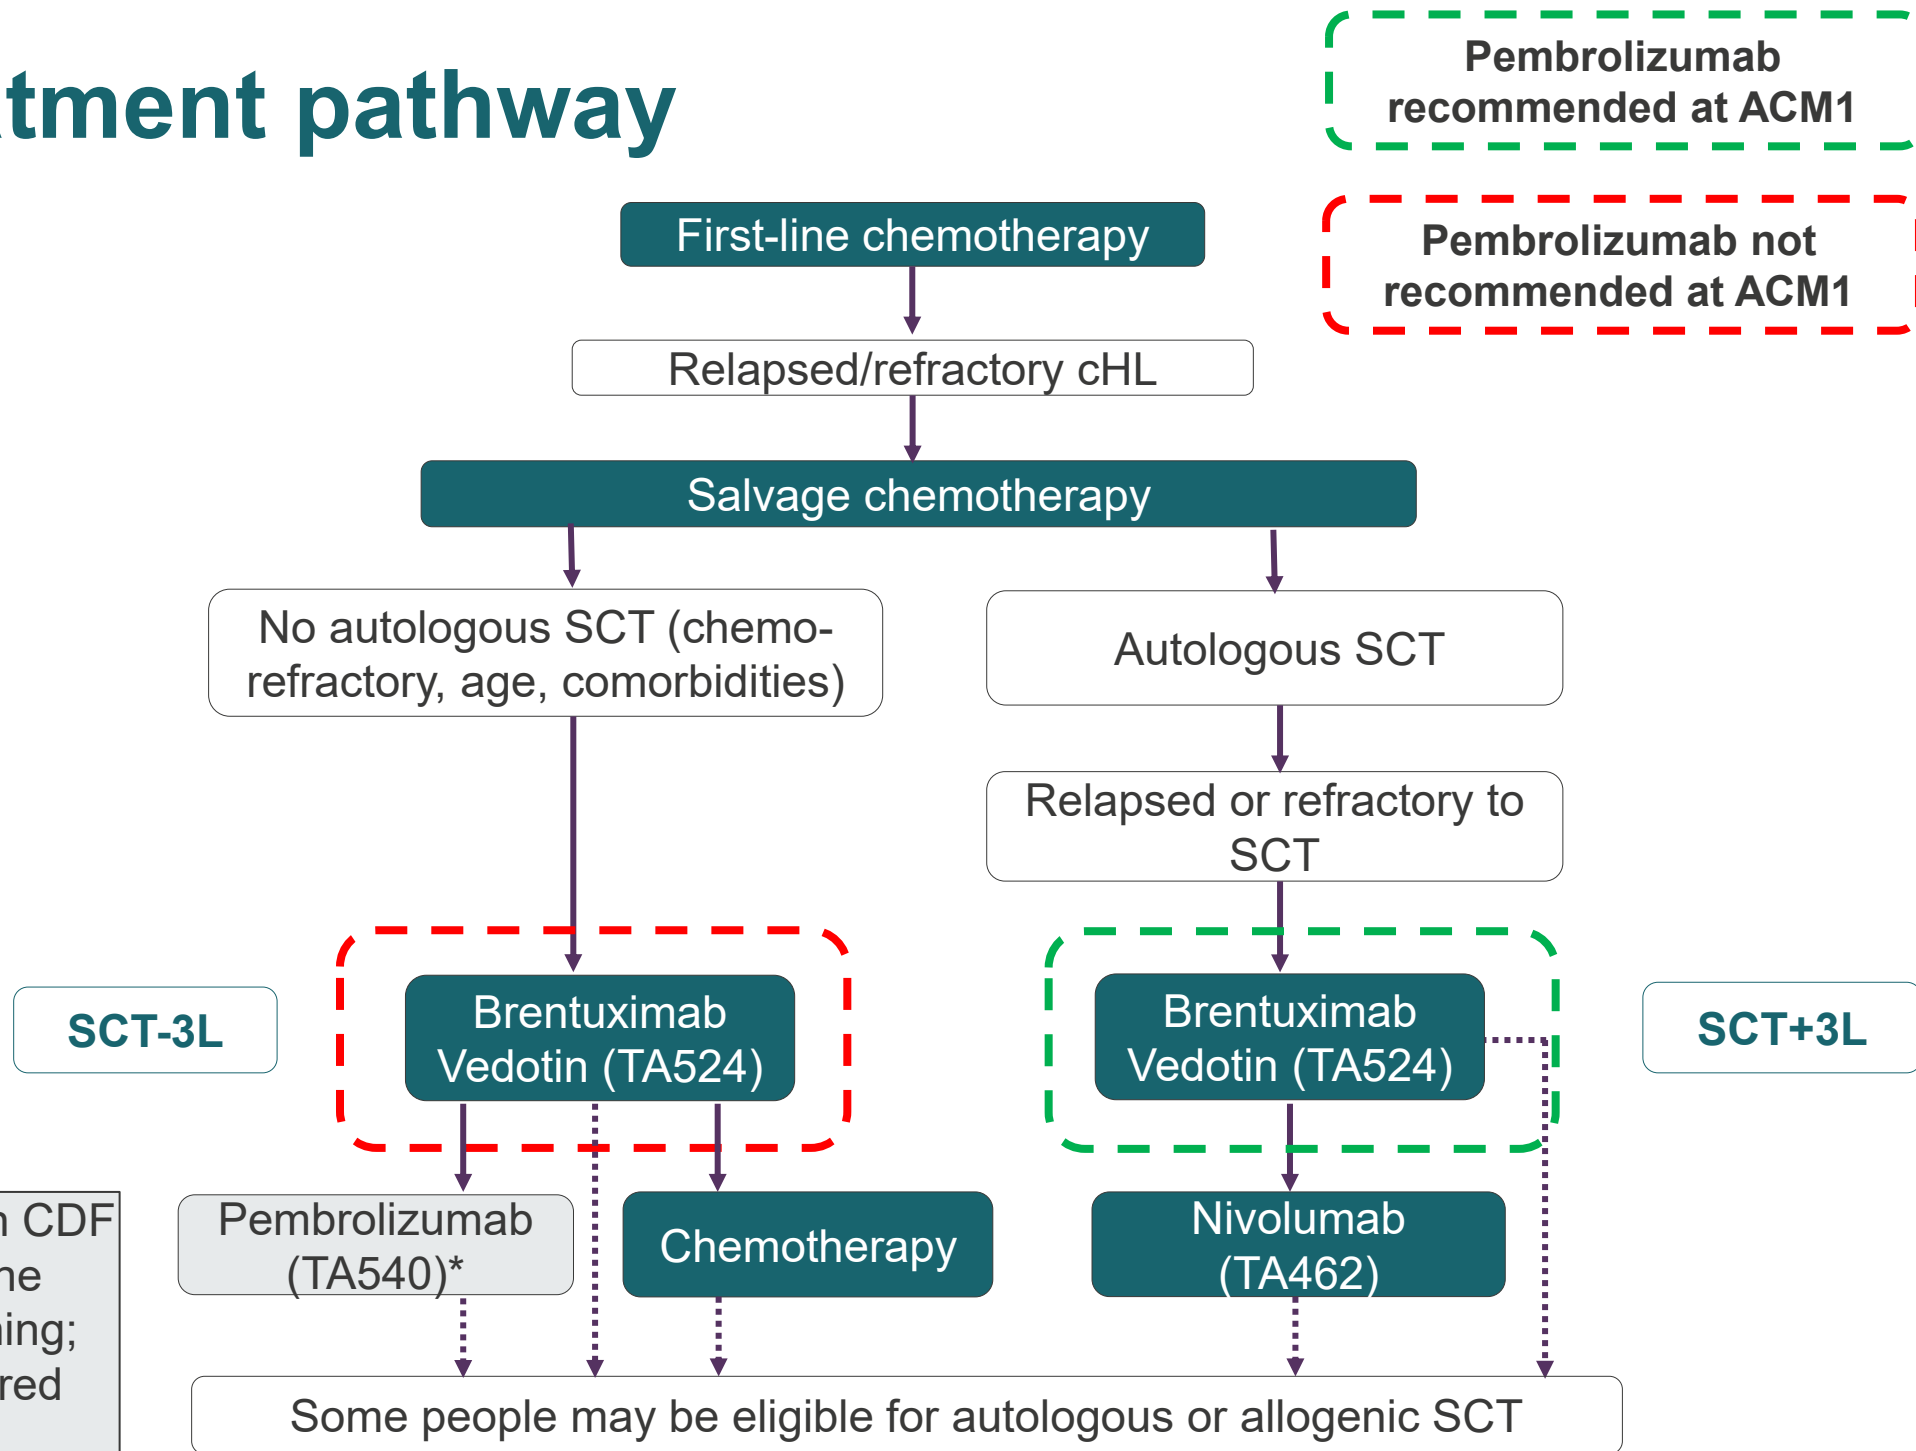 tment pathway
Pembrolizumab
recommended at ACM1
Pembrolizumab not
recommended at ACM1
First-line chemotherapy
Relapsed/refractory cHL
Salvage chemotherapy
No autologous SCT (chemo-
refractory, age, comorbidities)
Autologous SCT
Relapsed or refractory to
SCT
SCT-3L
Brentuximab
Vedotin (TA524)
Brentuximab
Vedotin (TA524)
SCT+3L
CDF
Pembrolizumab
(TA540)*
Chemotherapy
Nivolumab
(TA462)
Some people may be eligible for autologous or allogenic SCT